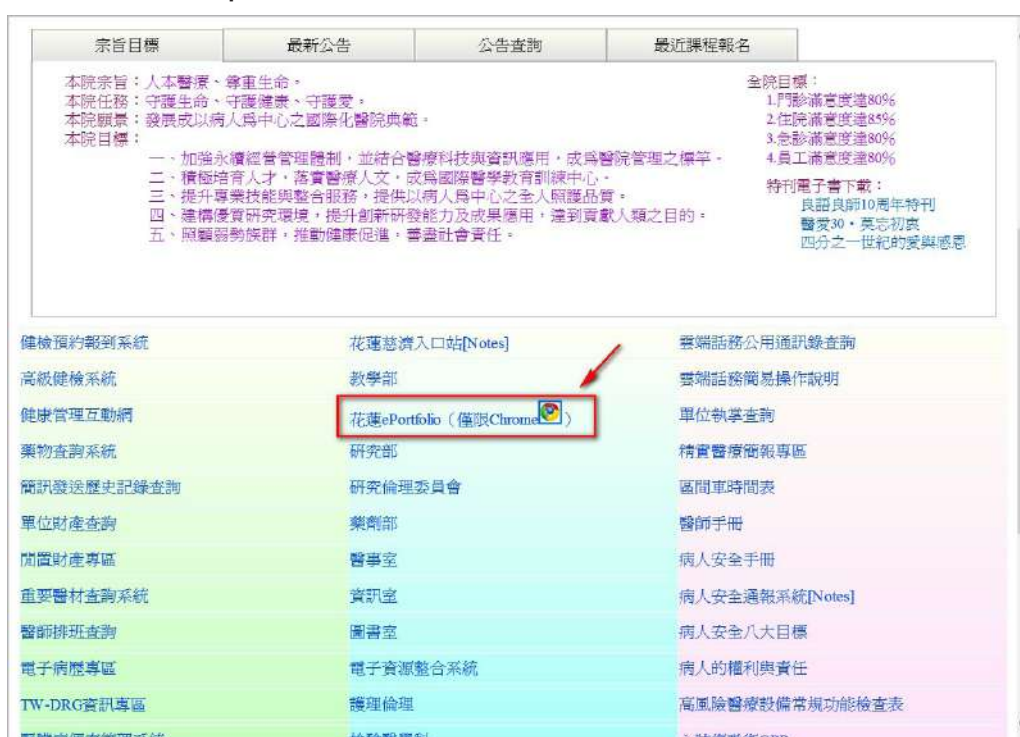 宗旨目標 最新公告 公告查詢 最近課程報名
本院宗旨：人本醫療、尊重生命。
本院任務：守護生命、守護健康、守護愛。
本院願景：發展成以病人為中心之國際化醫院典範。
本院目標：
一、加強永續經營管理體制，並結合醫療科技與資訊應用，成為醫院管理之標竿。
二、積極培育人才，落實醫療人文，成為國際醫學教育訓練中心。
三、提升專業技能與整合服務，提供以病人為中心之全人照護品質。
四、建構優質研究環境，提升創新研發能力及成果應用，達到貢獻人類之目的。
五、照顧弱勢族群，推動健康促進，善盡社會責任。
全院目標：
1.門診滿意度達80%
2.住院滿意度達85%
3.急診滿意度達80%
4.員工滿意度達80%
特刊電子書下載：
良語良師10周年特刊
醫愛30・莫忘初衷
四分之一世紀的愛與感恩
健檢預約報到系統 花蓮慈濟入口站[Notes] 雲端話務公用通訊錄查詢
高級健檢系統 教學部 雲端話務簡易操作說明
健康管理互動網 花蓮ePortfolio（僅限Chrome）單位執掌查詢
藥物查詢系統 研究部 精實醫療簡報專區
簡訊發送歷史記錄查詢 研究倫理委員會 區間車時間表
單位財產查詢 藥劑部 醫師手冊
閒置財產專區 醫事室 病人安全手冊
重要醫材查詢系統 資訊室 病人安全通報系統[Notes]
醫師排班查詢 圖書室 病人安全八大目標
電子病歷專區 電子資源整合系統 病人的權利與責任
TW-DRG資訊專區 護理倫理 高風險醫療設備常規功能檢查表